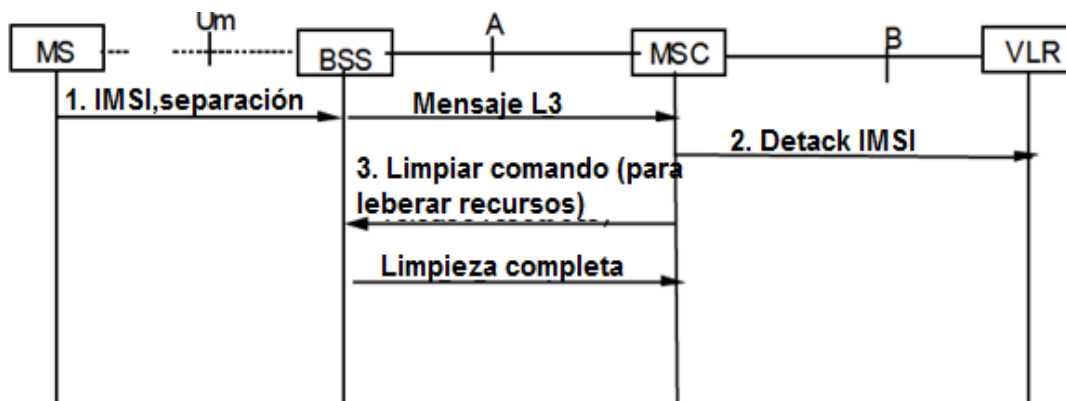 Um
A
B
MS
BSS
MSC
VLR
1. IMSI,separación
Mensaje L3
2. Detack IMSI
3. Limpiar comando (para
leberar recursos)
Limpieza completa